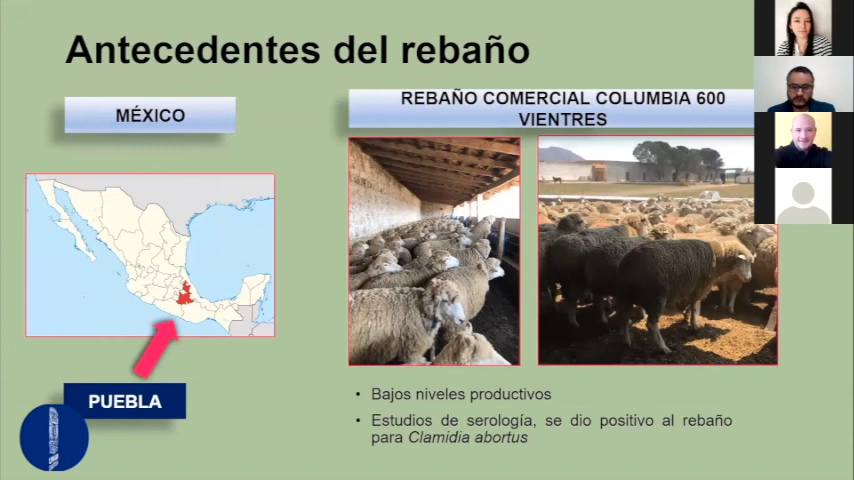 Antecedentes del rebaño
MÉXICO
REBAÑO COMERCIAL COLUMBIA 600
VIENTRES
PUEBLA
• Bajos niveles productivos
• Estudios de serología, se dio positivo al rebaño
para Clamidia abortus